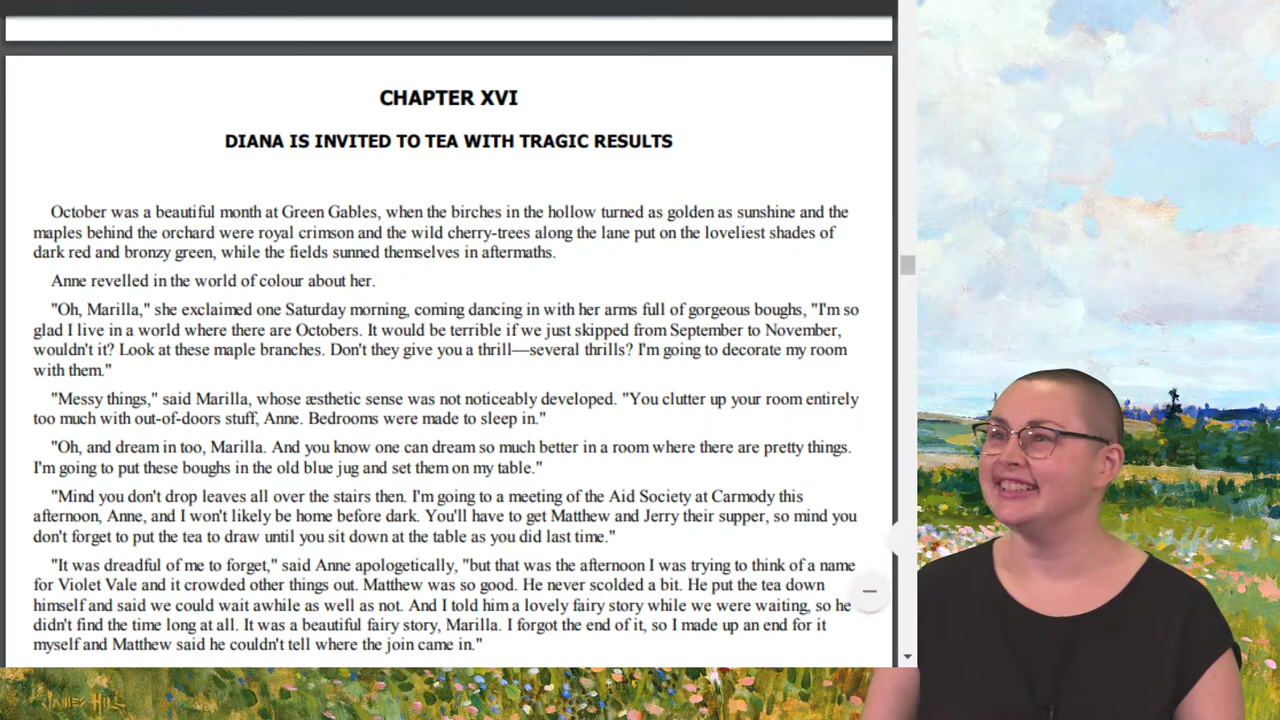 CHAPTER XVI
DIANA IS INVITED TO TEA WITH TRAGIC RESULTS
October was a beautiful month at Green Gables, when the birches in the hollow turned as golden as sunshine and the
maples behind the orchard were royal crimson and the wild cherry-trees along the lane put on the loveliest shades of
dark red and bronzy green, while the fields sunned themselves in aftermaths.
Anne revelled in the world of colour about her.
"Oh, Marilla," she exclaimed one Saturday morning, coming dancing in with her arms full of gorgeous boughs, "I'm so
glad I live in a world where there are Octobers. It would be terrible if we just skipped from September to November,
wouldn't it? Look at these maple branches. Don't they give you a thrill—several thrills? I'm going to decorate my room
with them."
"Messy things," said Marilla, whose æsthetic sense was not noticeably developed. "You clutter up your room entirely
too much with out-of-doors stuff, Anne. Bedrooms were made to sleep in."
"Oh, and dream in too, Marilla. And you know one can dream so much better in a room where there are pretty things.
I'm going to put these boughs in the old blue jug and set them on my table."
"Mind you don't drop leaves all over the stairs then. I'm going to a meeting of the Aid Society at Carmody this
afternoon, Anne, and I won't likely be home before dark. You'll have to get Matthew and Jerry their supper, so mind you
don't forget to put the tea to draw until you sit down at the table as you did last time."
"It was dreadful of me to forget," said Anne apologetically, "but that was the afternoon I was trying to think of a name
for Violet Vale and it crowded other things out. Matthew was so good. He never scolded a bit. He put the tea down
himself and said we could wait awhile as well as not. And I told him a lovely fairy story while we were waiting, so he
didn't find the time long at all. It was a beautiful fairy story, Marilla. I forgot the end of it, so I made up an end for it
myself and Matthew said he couldn't tell where the join came in."
JAMES HILL